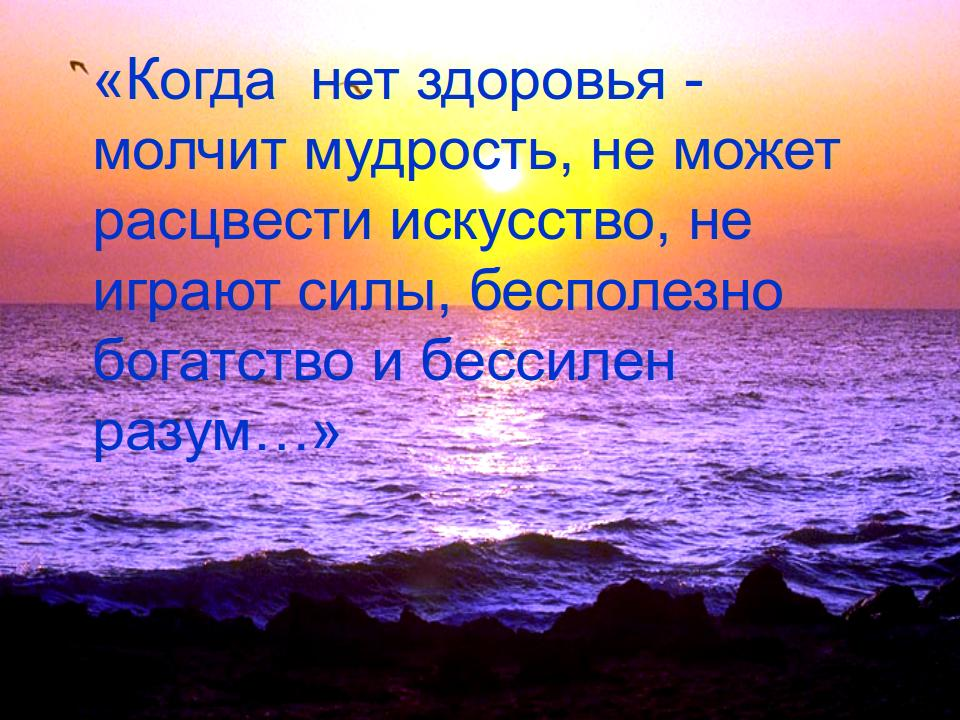 «Когда  нет здоровья -
молчит мудрость, не может
расцвести искусство, не
играют силы, бесполезно
богатство и бессилен
разум…»